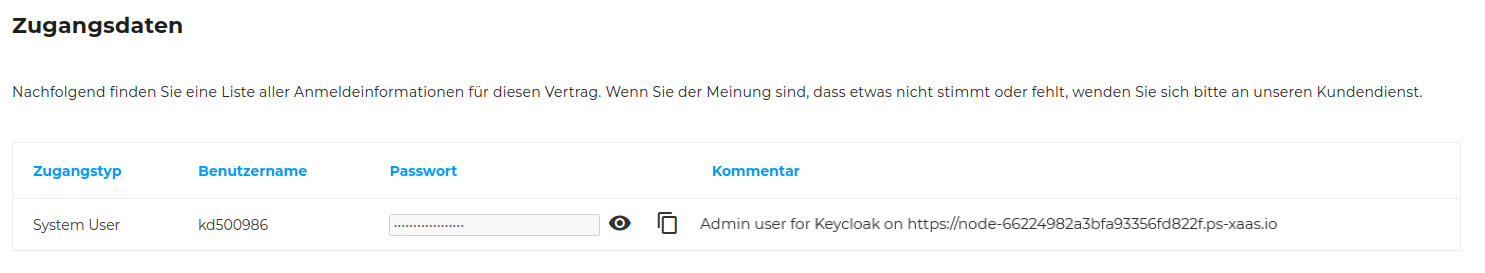 Zugangsdaten
Nachfolgend finden Sie eine Liste aller Anmeldeinformationen für diesen Vertrag. Wenn Sie der Meinung sind, dass etwas nicht stimmt oder fehlt, wenden Sie sich bitte an unseren Kundendienst.
Zugangstyp Benutzername Passwort Kommentar
System User kd500986 ·················· Admin user for Keycloak on https://node-66224982a3bfa93356fd822f.ps-xaas.io